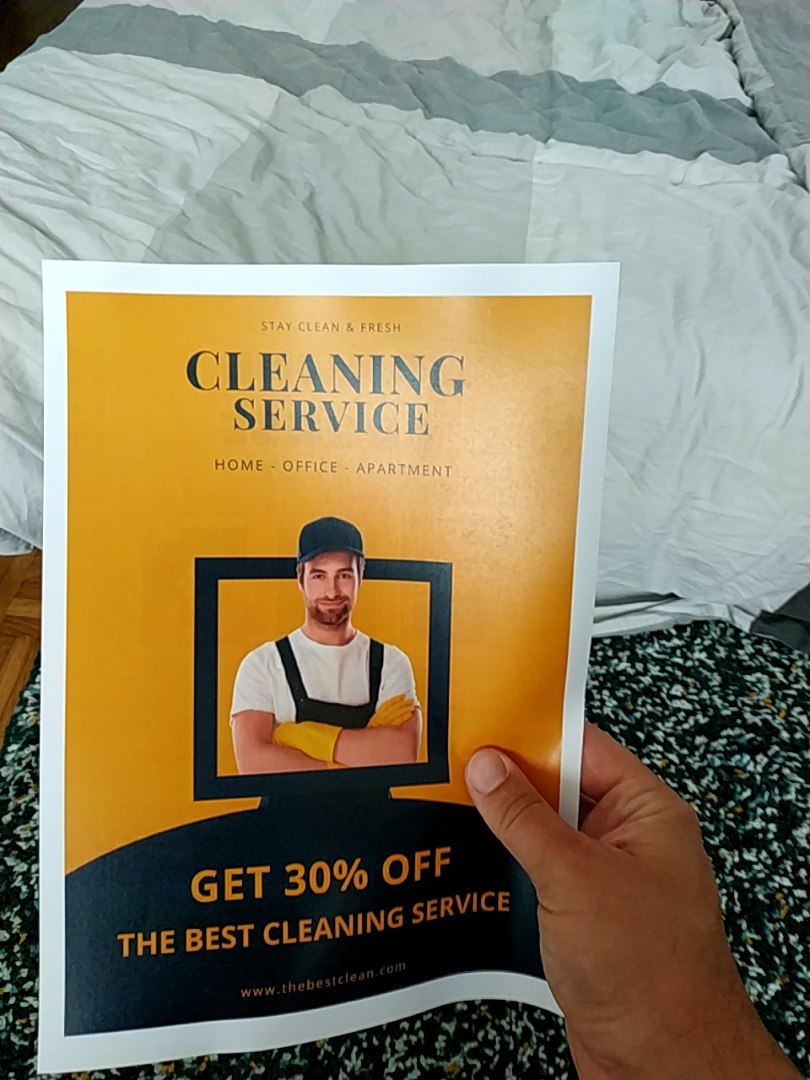 STAY CLEAN & FRESH
CLEANING
SERVICE
HOME - OFFICE - APARTMENT
GET 30% OFF
THE BEST CLEANING SERVICE
www.thebestclean.com